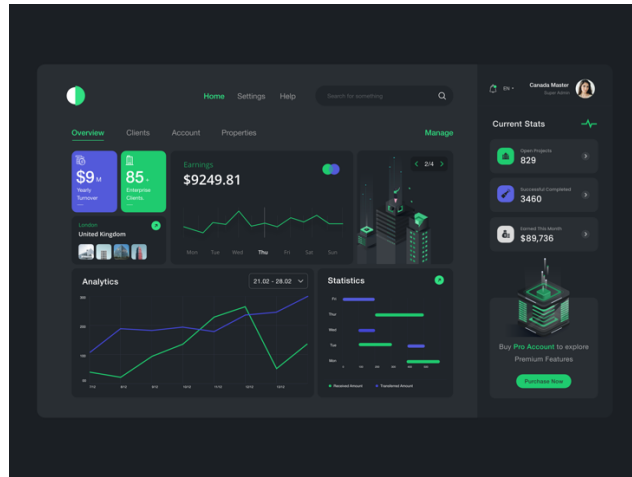 Home Settings Help Search for something
EN
Canada Master
Super Admin
Overview Clients Account Properties Manage
Current Stats
$9 M
Yearly
Turnover
85 +
Enterprise
Clients
Earnings
$9249.81
Mon Tue Wed Thu Fri Sat Sun
2/4
London
United Kingdom
Open Projects
829
Successful Completed
3460
Earned This Month
$89,736
Analytics
21.02 - 28.02
Statistics
Fri
Thur
Wed
Tue
Mon
Received Amount Transferred Amount
Buy Pro Account to explore
Premium Features
Purchase Now